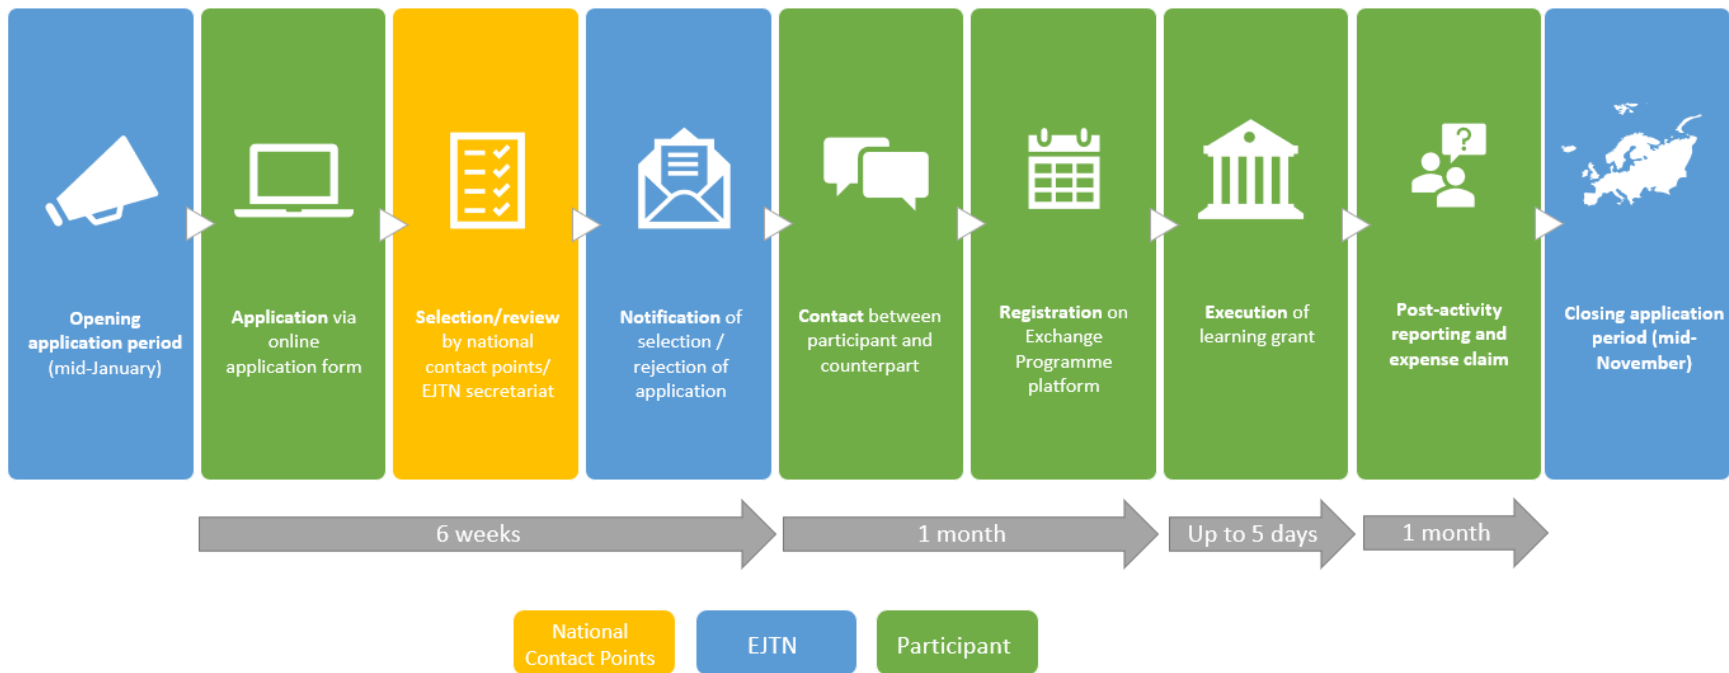 Opening
application period
(mid-January)
Application via
online
application form
Selection/review
by national
contact points/
EJTN secretariat
Notification of
selection /
rejection of
application
Contact between
participant and
counterpart
Registration on
Exchange
Programme
platform
Execution of
learning grant
?
Post-activity
reporting and
expense claim
Closing application
period (mid-
November)
6 weeks
1 month
Up to 5 days
1 month
National
Contact Points
EJTN
Participant